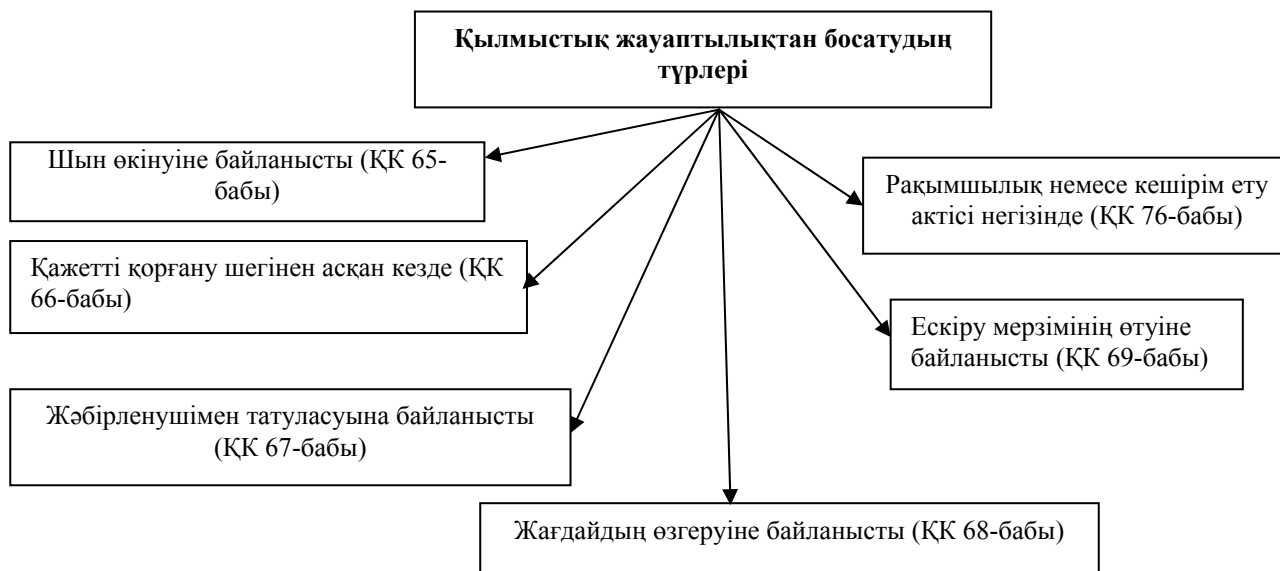 Қылмыстық жауаптылықтан босатудың
түрлері
Шын өкінуіне байланысты (ҚК 65-
бабы)
Рақымшылық немесе кешірім ету
актісі негізінде (ҚК 76-бабы)
Қажетті қорғану шегінен асқан кезде (ҚК
66-бабы)
Ескіру мерзімінің өтуіне
байланысты (ҚК 69-бабы)
Жәбірленушімен татуласуына байланысты
(ҚК 67-бабы)
Жағдайдың өзгеруіне байланысты (ҚК 68-бабы)